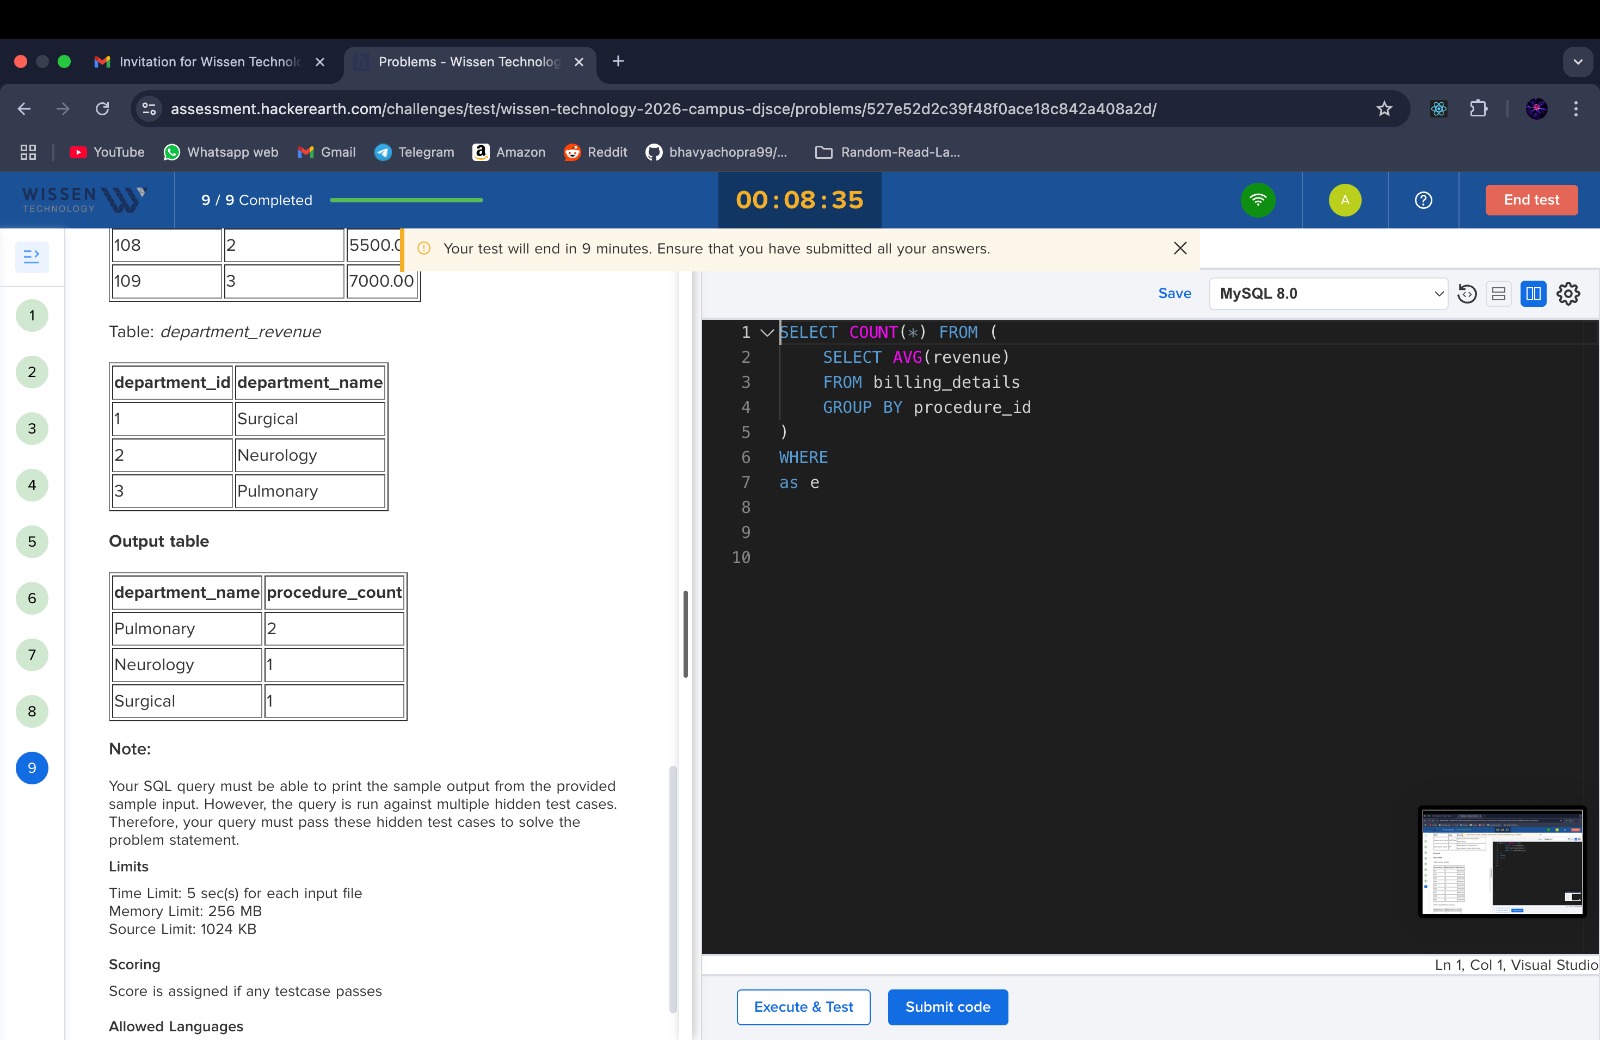 Invitation for Wissen Technolo
Problems - Wissen Technolog
assessment.hackerearth.com/challenges/test/wissen-technology-2026-campus-djsce/problems/527e52d2c39f48f0ace18c842a408a2d/
YouTube
Whatsapp web
Gmail
Telegram
Amazon
Reddit
bhavyachopra99/...
Random-Read-La...
WISSEN
TECHNOLOGY
9 / 9 Completed
00:08:35
A
End test
Your test will end in 9 minutes. Ensure that you have submitted all your answers.
1
2
3
4
5
6
7
8
9
108 2 5500.0
109 3 7000.00
Table: department_revenue
department_id department_name
1 Surgical
2 Neurology
3 Pulmonary
Output table
department_name procedure_count
Pulmonary 2
Neurology 1
Surgical 1
Note:
Your SQL query must be able to print the sample output from the provided
sample input. However, the query is run against multiple hidden test cases.
Therefore, your query must pass these hidden test cases to solve the
problem statement.
Limits
Time Limit: 5 sec(s) for each input file
Memory Limit: 256 MB
Source Limit: 1024 KB
Scoring
Score is assigned if any testcase passes
Allowed Languages
Save
MySQL 8.0
1 SELECT COUNT(*) FROM (
2 SELECT AVG(revenue)
3 FROM billing_details
4 GROUP BY procedure_id
5 )
6 WHERE
7 as e
8
9
10
Ln 1, Col 1, Visual Studio
Execute & Test
Submit code